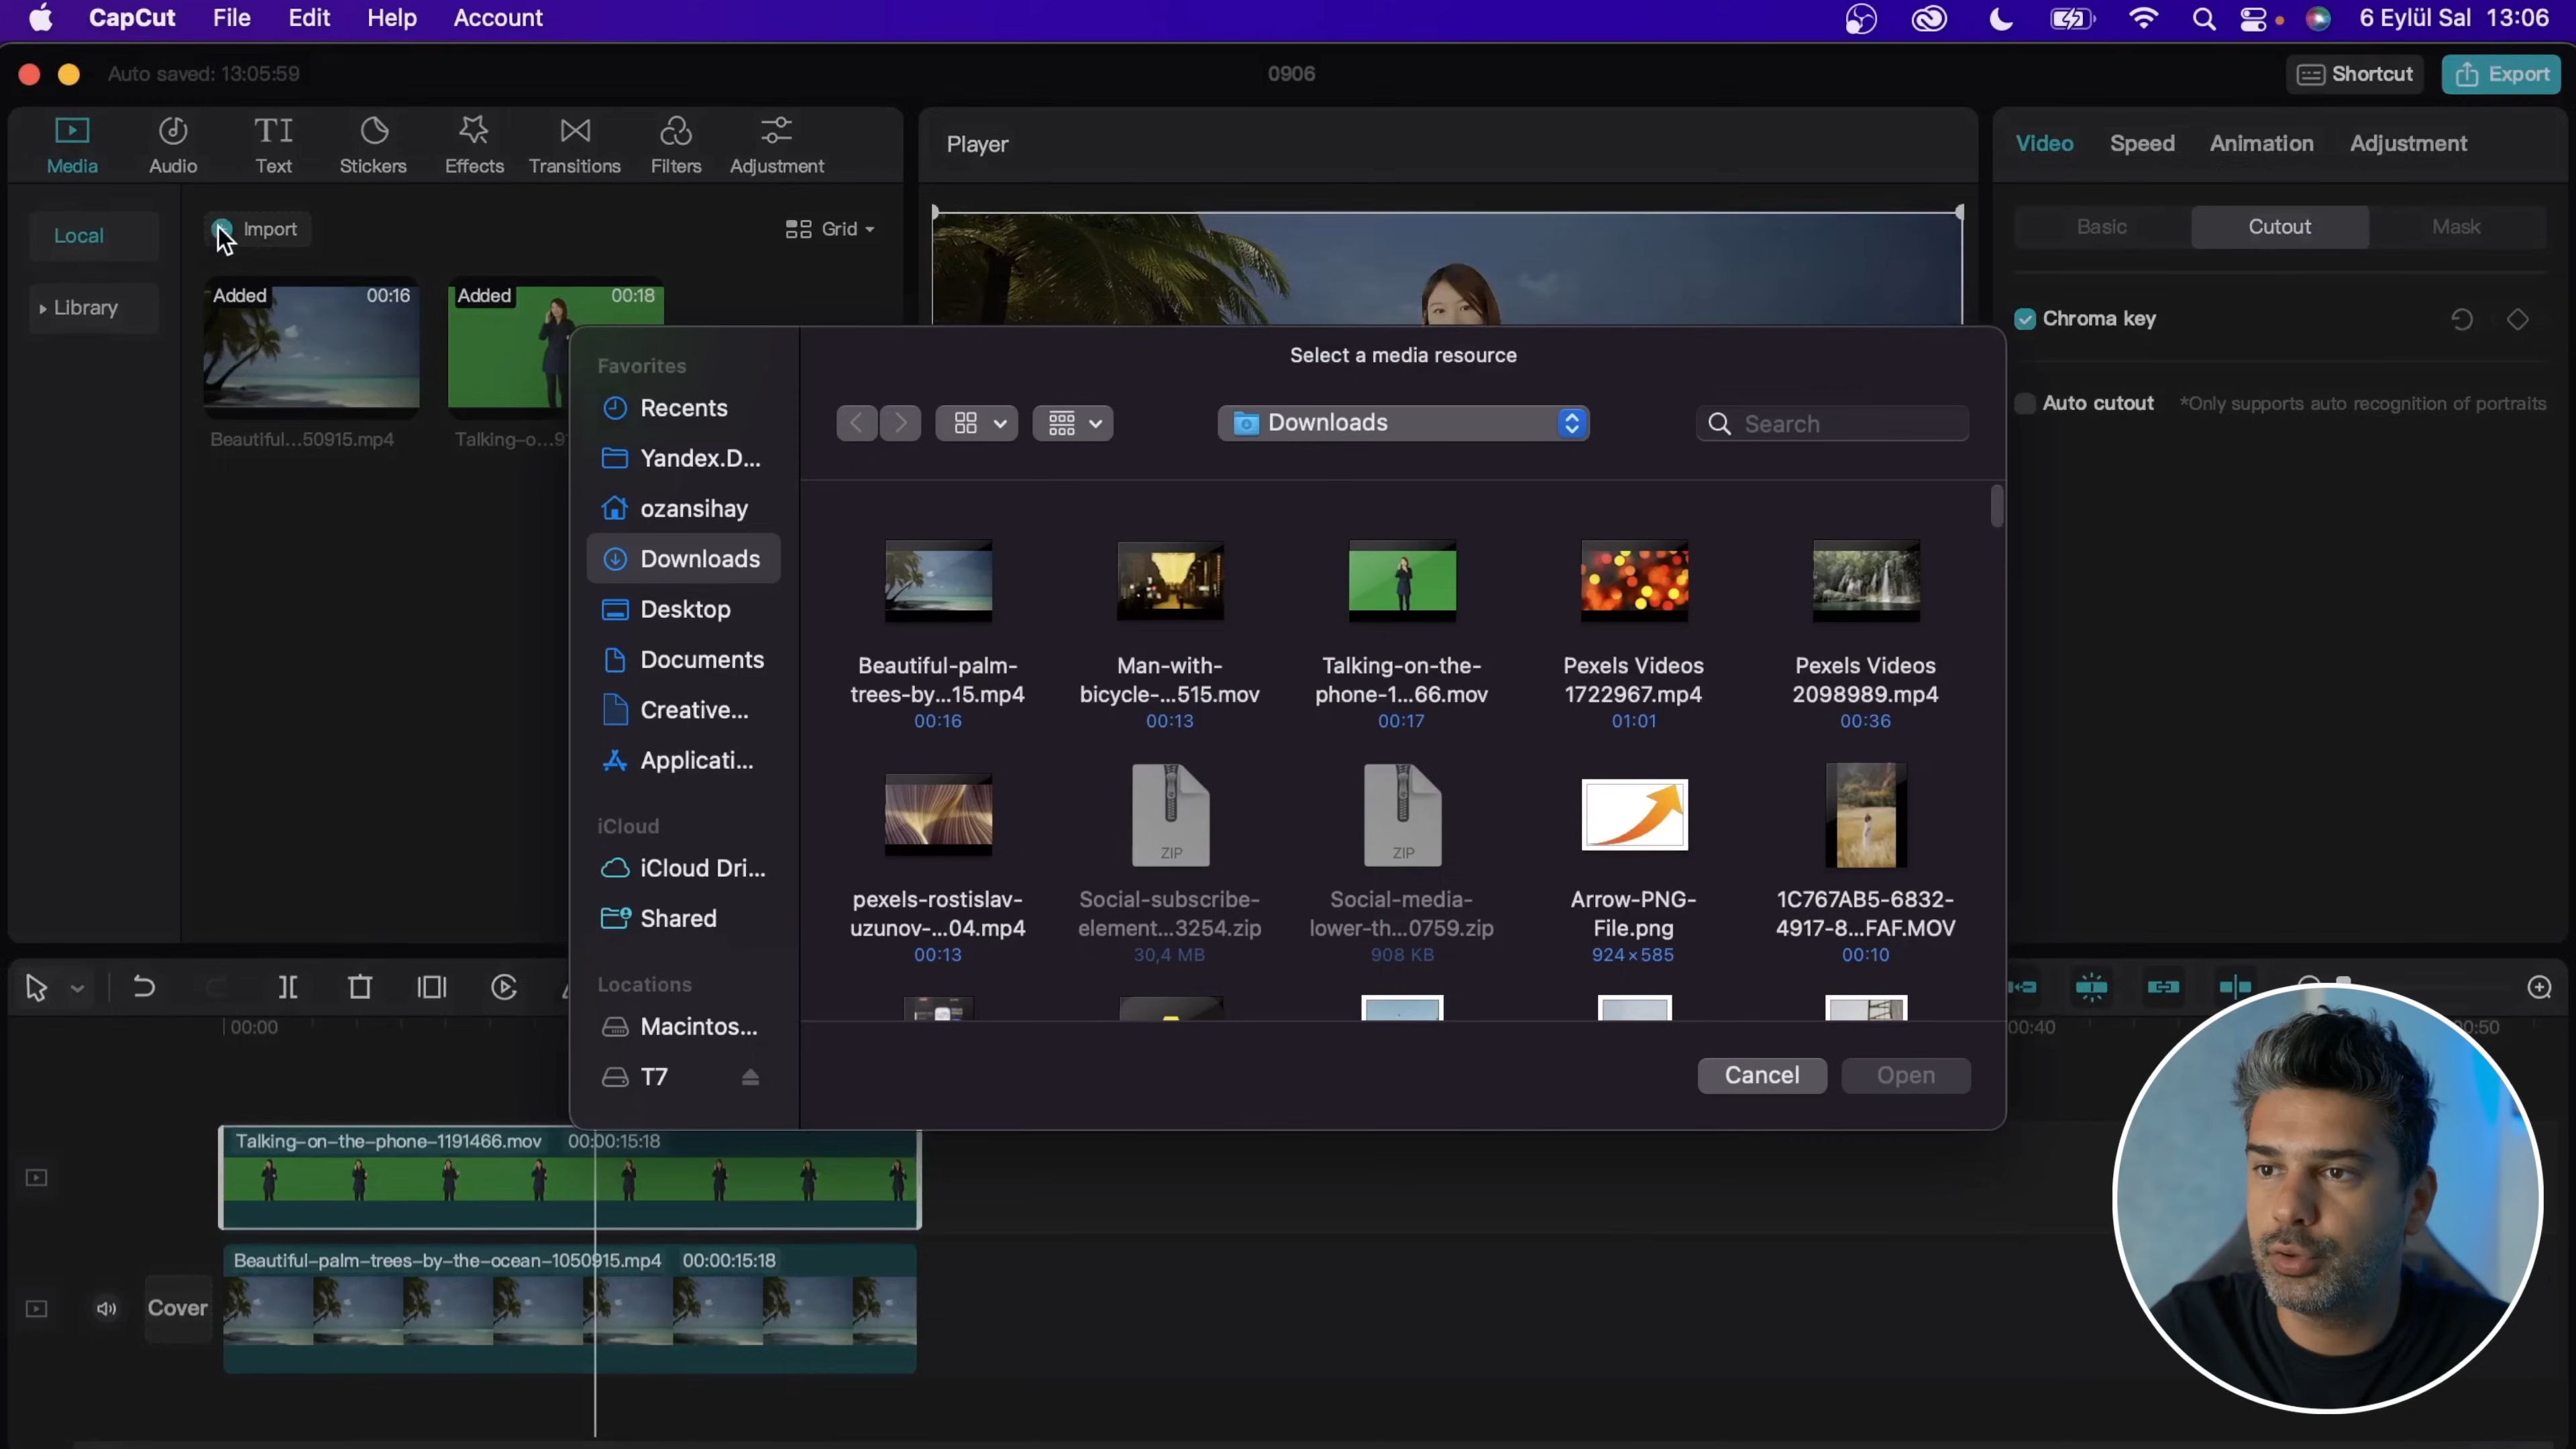 CapCut File Edit Help Account 6 Eylül Sal 13:06
Auto saved: 13:05:59 0906 Shortcut Export
Media Audio Text Stickers Effects Transitions Filters Adjustment
Local
Library
Import Grid
Added 00:16
Added 00:18
Beautiful...50915.mp4
Talking-o...9
Player
Video Speed Animation Adjustment
Basic Cutout Mask
Chroma key
Auto cutout *Only supports auto recognition of portraits
Select a media resource
Downloads Search
Favorites
Recents
Yandex.D...
ozansihay
Downloads
Desktop
Documents
Creative...
Applicati...
iCloud
iCloud Dri...
Shared
Locations
Macintos...
T7
Beautiful-palm-
trees-by...15.mp4
00:16
Man-with-
bicycle-...515.mov
00:13
Talking-on-the-
phone-1...66.mov
00:17
Pexels Videos
1722967.mp4
01:01
Pexels Videos
2098989.mp4
00:36
pexels-rostislav-
uzunov-...04.mp4
00:13
ZIP
Social-subscribe-
element...3254.zip
30,4 MB
ZIP
Social-media-
lower-th...0759.zip
908 KB
Arrow-PNG-
File.png
924×585
1C767AB5-6832-
4917-8...FAF.MOV
00:10
Cancel Open
00:00 00:40 00:50
Talking-on-the-phone-1191466.mov 00:00:15:18
Beautiful-palm-trees-by-the-ocean-1050915.mp4 00:00:15:18
Cover